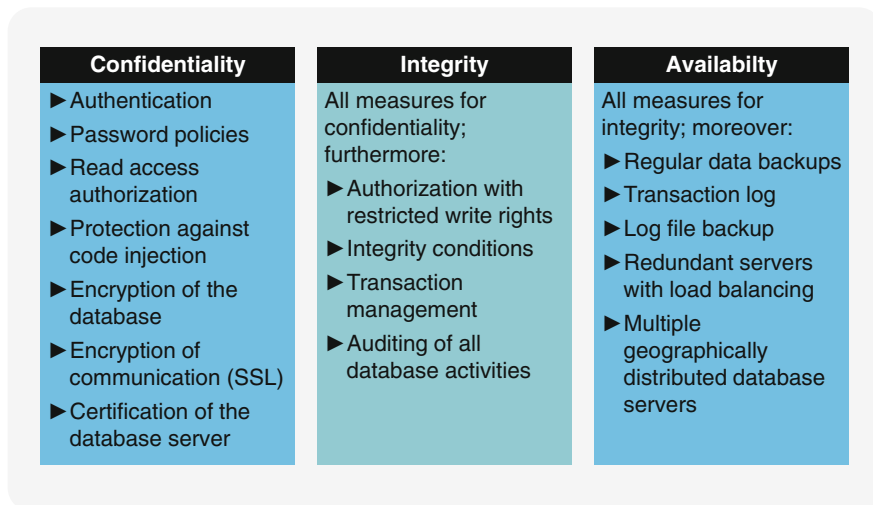 Confidentiality
►Authentication
►Password policies
►Read access
authorization
►Protection against
code injection
►Encryption of the
database
►Encryption of
communication (SSL)
►Certification of the
database server
Integrity
All measures for
confidentiality;
furthermore:
►Authorization with
restricted write rights
►Integrity conditions
►Transaction
management
►Auditing of all
database activities
Availabilty
All measures for
integrity; moreover:
►Regular data backups
►Transaction log
►Log file backup
►Redundant servers
with load balancing
►Multiple
geographically
distributed database
servers